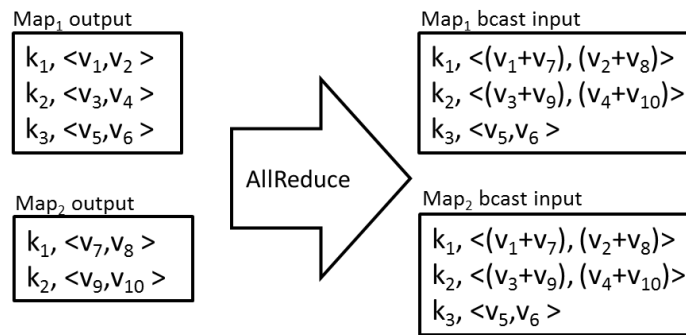 Map₁ output
k₁, <v₁,v₂ >
k₂, <v₃,v₄ >
k₃, <v₅,v₆ >
Map₂ output
k₁, <v₇,v₈ >
k₂, <v₉,v₁₀ >
AllReduce
Map₁ bcast input
k₁, <(v₁+v₇), (v₂+v₈)>
k₂, <(v₃+v₉), (v₄+v₁₀)>
k₃, <v₅,v₆ >
Map₂ bcast input
k₁, <(v₁+v₇), (v₂+v₈)>
k₂, <(v₃+v₉), (v₄+v₁₀)>
k₃, <v₅,v₆ >